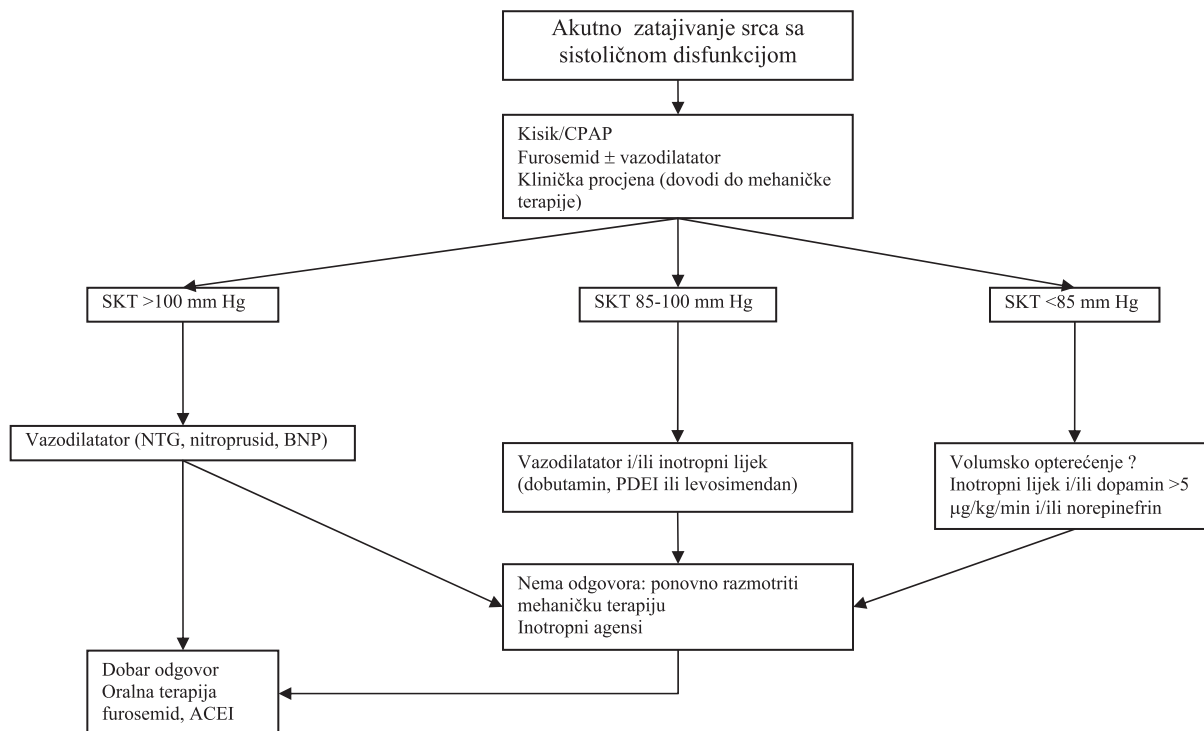 Akutno zatajivanje srca sa
sistoličnom disfunkcijom
Kisik/CPAP
Furosemid ± vazodilatator
Klinička procjena (dovodi do mehaničke
terapije)
SKT >100 mm Hg
SKT 85-100 mm Hg
SKT <85 mm Hg
Vazodilatator (NTG, nitroprusid, BNP)
Vazodilatator i/ili inotropni lijek
(dobutamin, PDEI ili levosimendan)
Volumsko opterećenje ?
Inotropni lijek i/ili dopamin >5
μg/kg/min i/ili norepinefrin
Nema odgovora: ponovno razmotriti
mehaničku terapiju
Inotropni agensi
Dobar odgovor
Oralna terapija
furosemid, ACEI